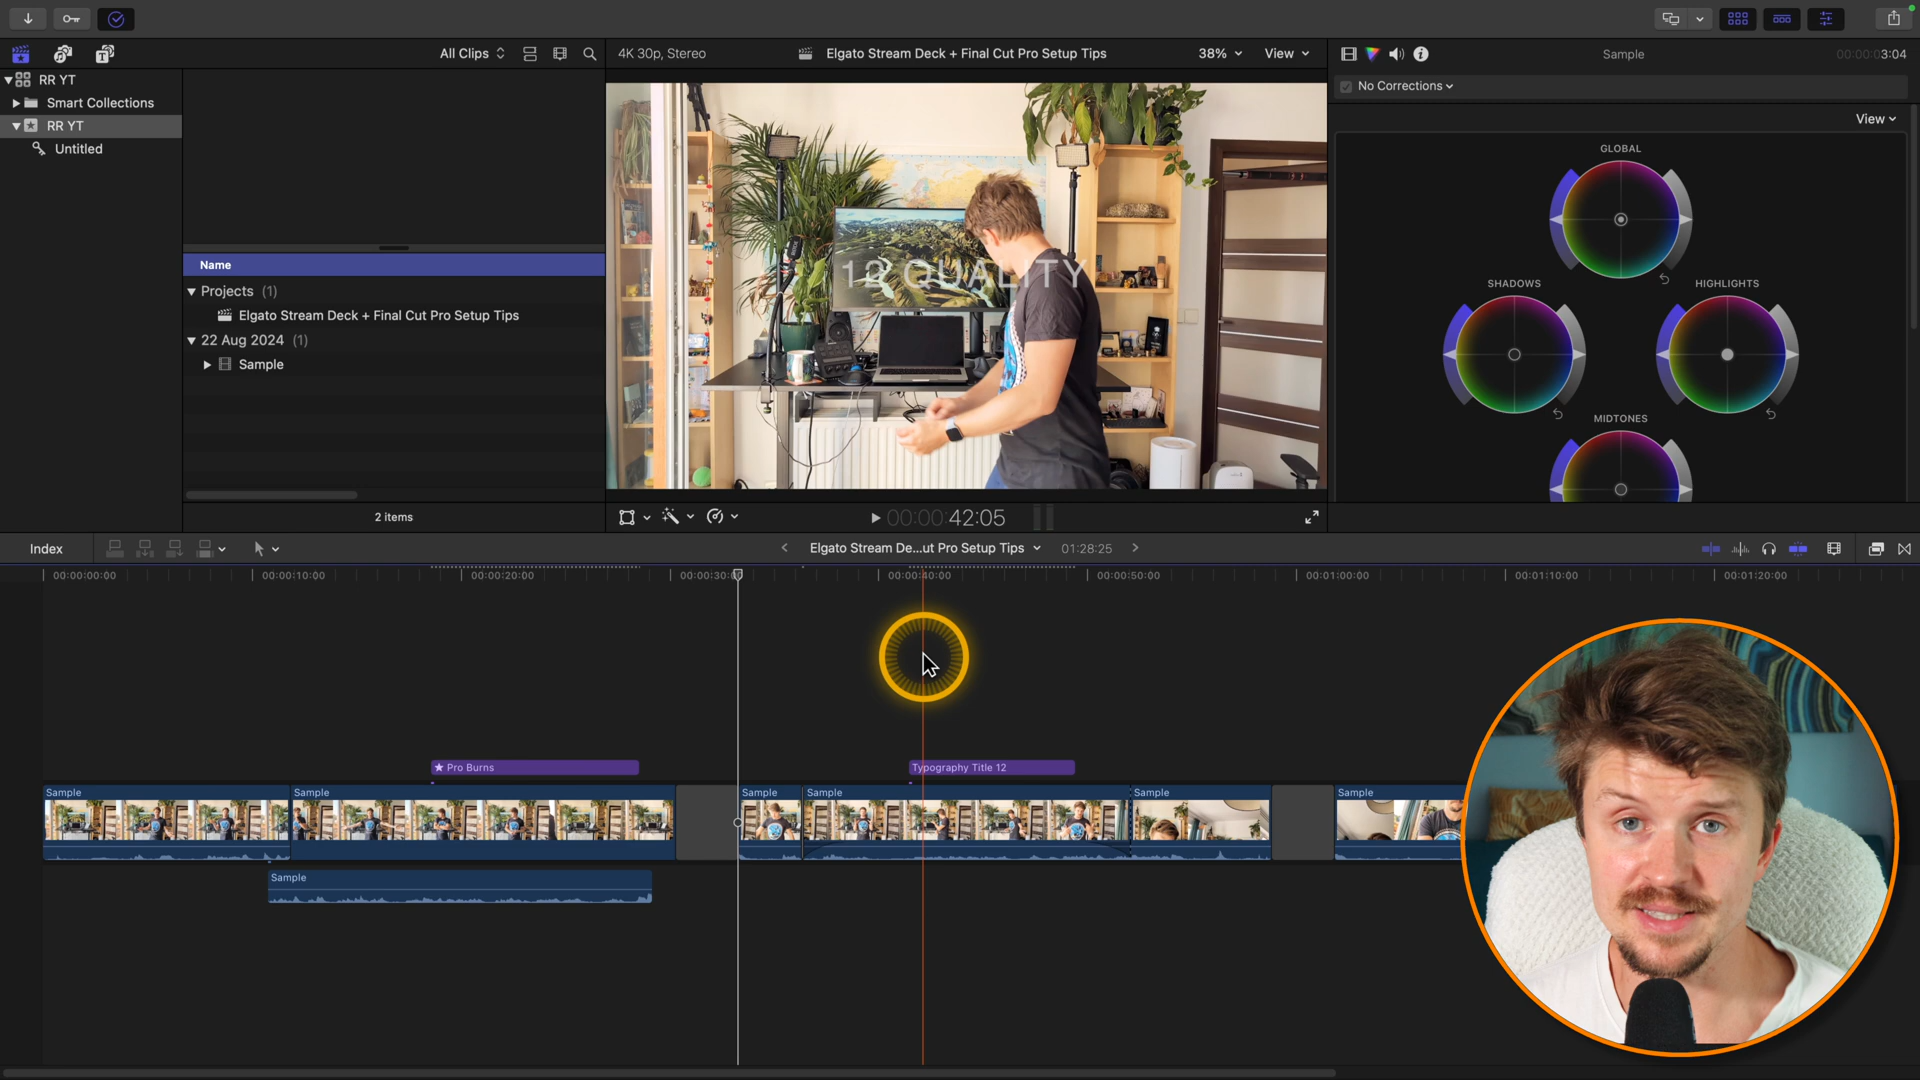 All Clips
4K 30p, Stereo
Elgato Stream Deck + Final Cut Pro Setup Tips
38%
View
Sample
00:00:03:04
RR YT
Smart Collections
RR YT
Untitled
No Corrections
View
GLOBAL
SHADOWS
HIGHLIGHTS
MIDTONES
Name
Projects (1)
Elgato Stream Deck + Final Cut Pro Setup Tips
22 Aug 2024 (1)
Sample
2 items
12 QUALITY
00:00:42:05
Index
Elgato Stream De...ut Pro Setup Tips
01:28:25
00:00:00:00
00:00:10:00
00:00:20:00
00:00:30:
00:00:40:00
00:00:50:00
00:01:00:00
00:01:10:00
00:01:20:00
Pro Burns
Typography Title 12
Sample
Sample
Sample
Sample
Sample
Sample
Sample